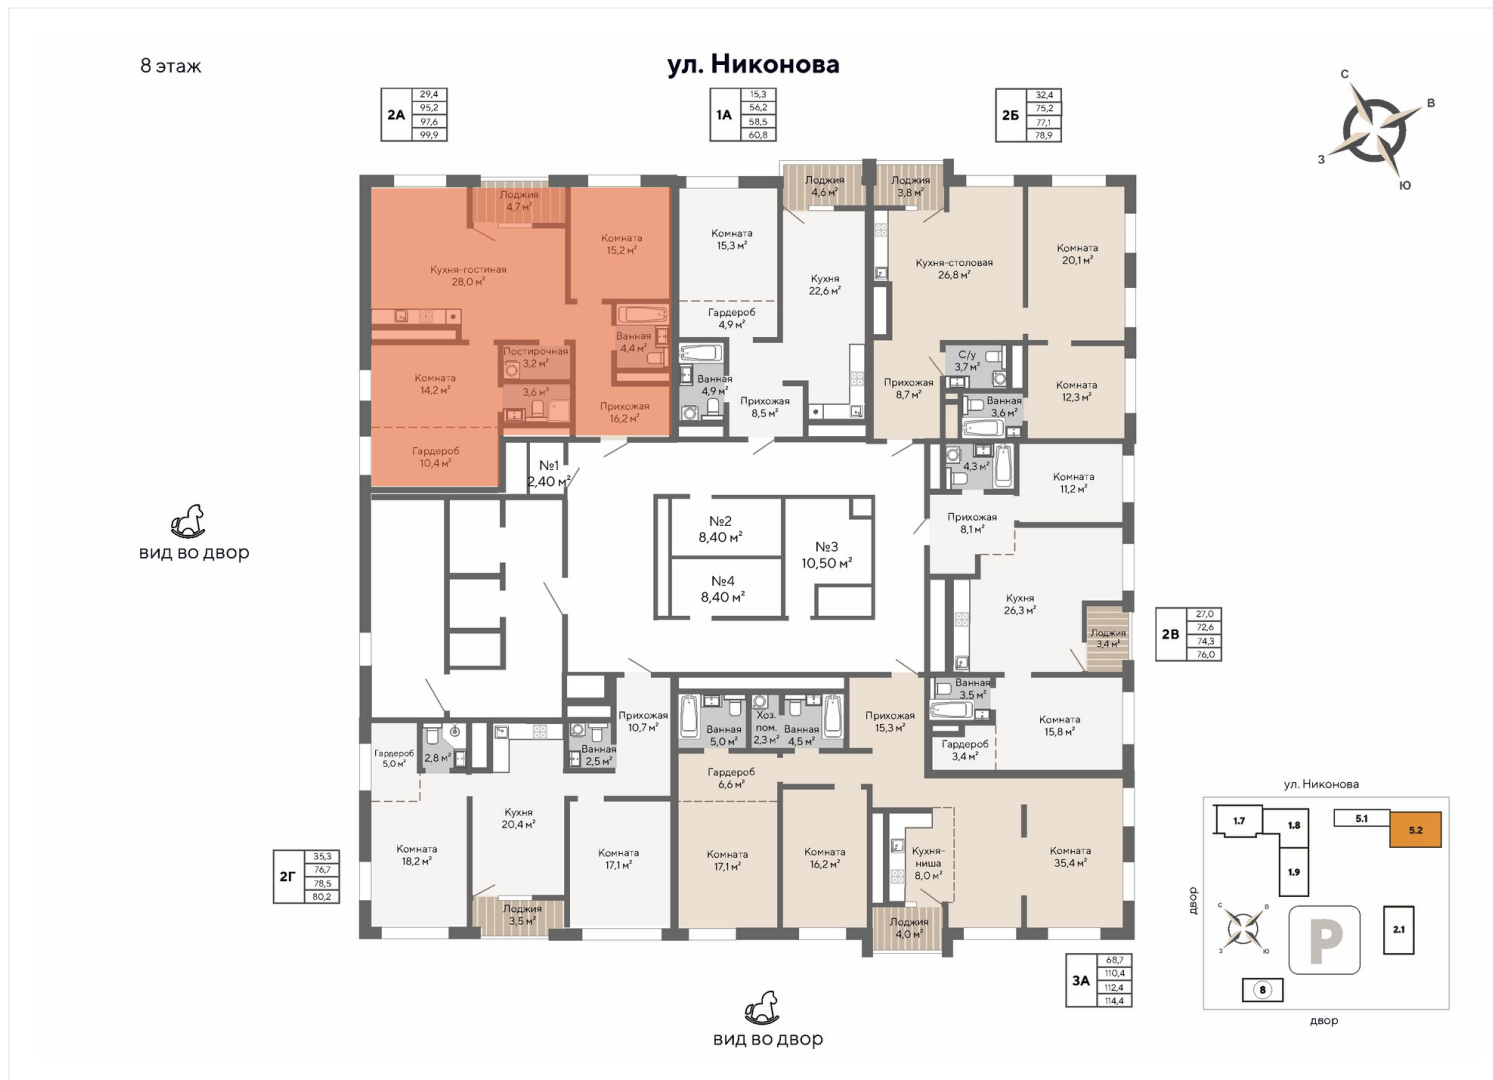 8 этаж
ул. Никонова
2А
29,4
95,2
97,6
99,9
1А
15,3
56,2
58,5
60,8
2Б
32,4
75,2
77,1
78,9
С
В
З
Ю
Лоджия
4,7 м²
Комната
15,2 м²
Кухня-гостиная
28,0 м²
Ванная
4,4 м²
Постирочная
3,2 м²
Комната
14,2 м²
3,6 м²
Прихожая
16,2 м²
Гардероб
10,4 м²
Комната
15,3 м²
Гардероб
4,9 м²
Лоджия
4,6 м²
Кухня
22,6 м²
Ванная
4,9 м²
Прихожая
8,5 м²
Лоджия
3,8 м²
Кухня-столовая
26,8 м²
Комната
20,1 м²
С/у
3,7 м²
Прихожая
8,7 м²
Ванная
3,6 м²
Комната
12,3 м²
№1
2,40 м²
№2
8,40 м²
№3
10,50 м²
№4
8,40 м²
4,3 м²
Комната
11,2 м²
Прихожая
8,1 м²
Кухня
26,3 м²
Лоджия
3,4 м²
Ванная
3,5 м²
Гардероб
3,4 м²
Комната
15,8 м²
2В
27,0
72,6
74,3
76,0
вид во двор
Прихожая
10,7 м²
Гардероб
5,0 м²
2,8 м²
Ванная
2,5 м²
Кухня
20,4 м²
Комната
18,2 м²
Комната
17,1 м²
Лоджия
3,5 м²
2Г
35,3
76,7
78,5
80,2
Ванная
5,0 м²
Хоз.
пом.
2,3 м²
Ванная
4,5 м²
Прихожая
15,3 м²
Гардероб
6,6 м²
Комната
17,1 м²
Комната
16,2 м²
Кухня-
ниша
8,0 м²
Комната
35,4 м²
Лоджия
4,0 м²
3А
68,7
110,4
112,4
114,4
вид во двор
ул. Никонова
1.7
1.8
5.1
5.2
1.9
двор
С
В
З
Ю
P
2.1
8
двор